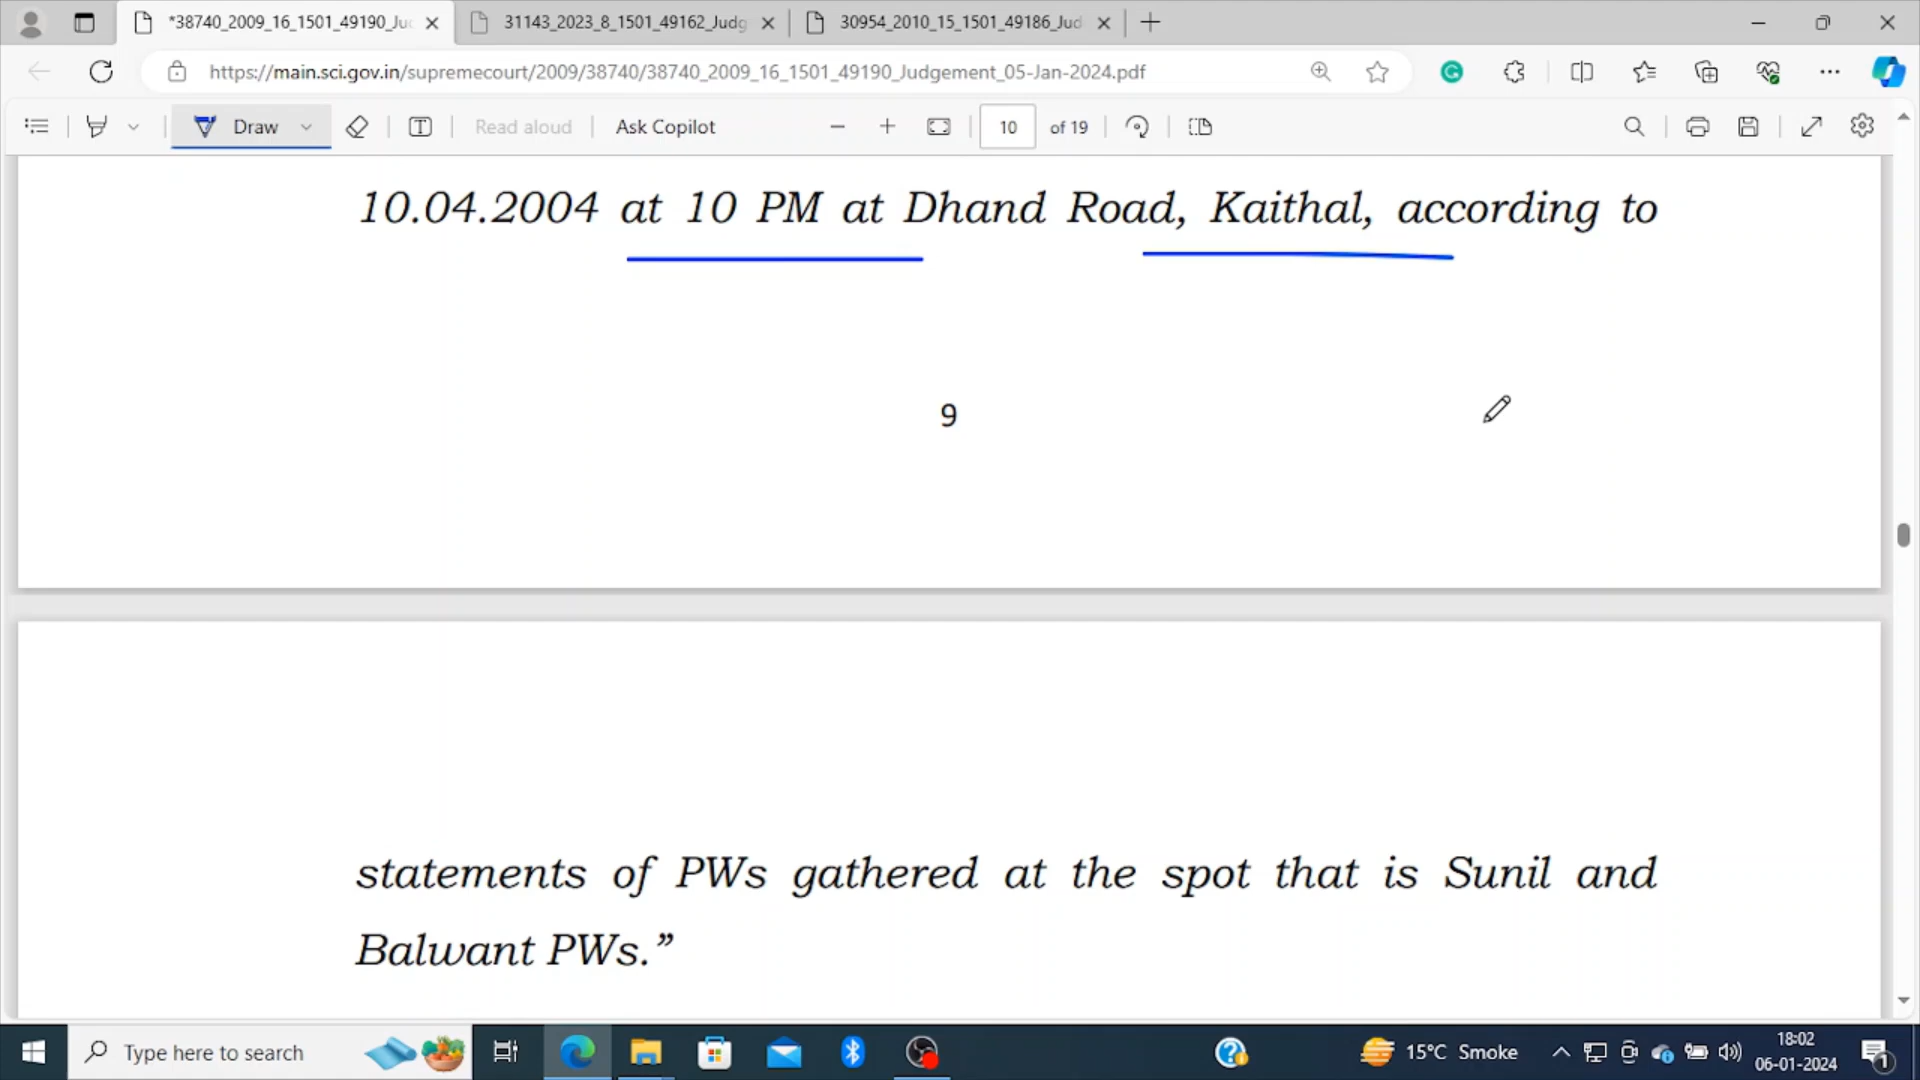 *38740_2009_16_1501_49190_Ju
31143_2023_8_1501_49162_Judg
30954_2010_15_1501_49186_Jud
https://main.sci.gov.in/supremecourt/2009/38740/38740_2009_16_1501_49190_Judgement_05-Jan-2024.pdf
Draw
Read aloud
Ask Copilot
10
of 19
10.04.2004 at 10 PM at Dhand Road, Kaithal, according to
9
statements of PWs gathered at the spot that is Sunil and
Balwant PWs.”
Type here to search
15°C Smoke
18:02
06-01-2024
1